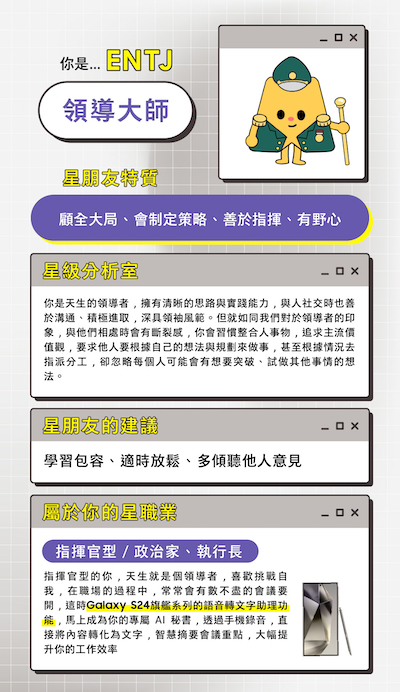 你是... ENTJ
領導大師
星朋友特質
顧全大局、會制定策略、善於指揮、有野心
星級分析室
你是天生的領導者，擁有清晰的思路與實踐能力，與人社交時也善
於溝通、積極進取，深具領袖風範。但就如同我們對於領導者的印
象，與他們相處時會有斷裂感，你會習慣整合人事物，追求主流價
值觀，要求他人要根據自己的想法與規劃來做事，甚至根據情況去
指派分工，卻忽略每個人可能會有想要突破、試做其他事情的想
法。
星朋友的建議
學習包容、適時放鬆、多傾聽他人意見
屬於你的星職業
指揮官型 / 政治家、執行長
指揮官型的你，天生就是個領導者，喜歡挑戰自
我，在職場的過程中，常常會有數不盡的會議要
開，這時Galaxy S24旗艦系列的語音轉文字助理功
能，馬上成為你的專屬 AI 秘書，透過手機錄音，直
接將內容轉化為文字，智慧摘要會議重點，大幅提
升你的工作效率